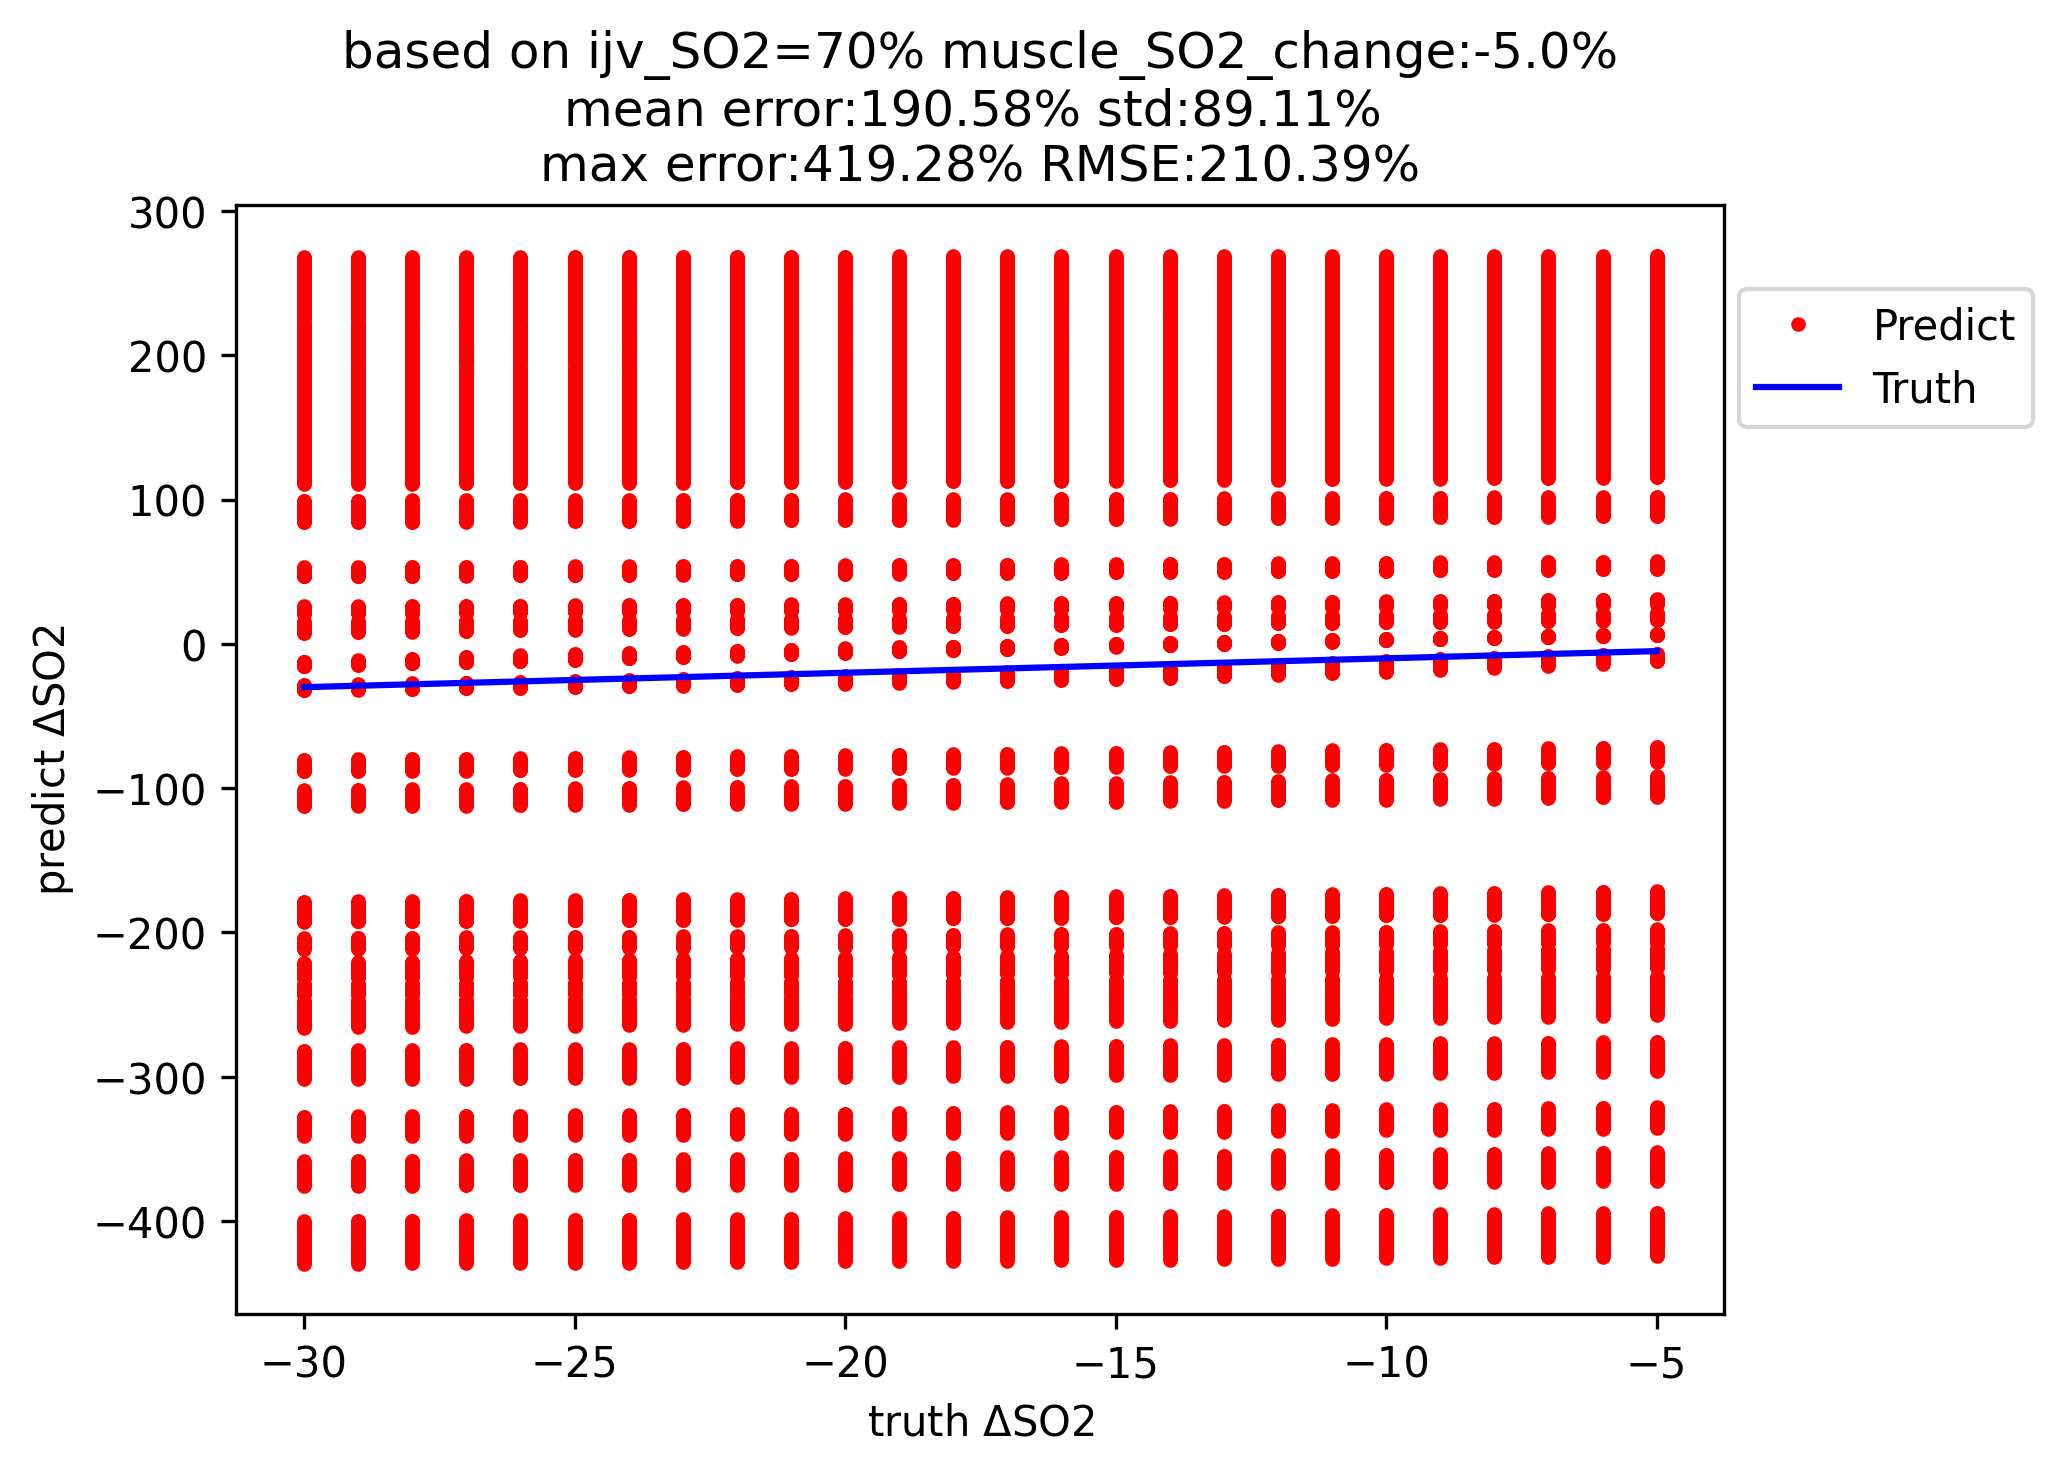 based on ijv_SO2=70% muscle_SO2_change:-5.0%
mean error:190.58% std:89.11%
max error:419.28% RMSE:210.39%
300
200
100
0
−100
−200
−300
−400
predict ΔSO2
−30
−25
−20
−15
−10
−5
truth ΔSO2
Predict
Truth